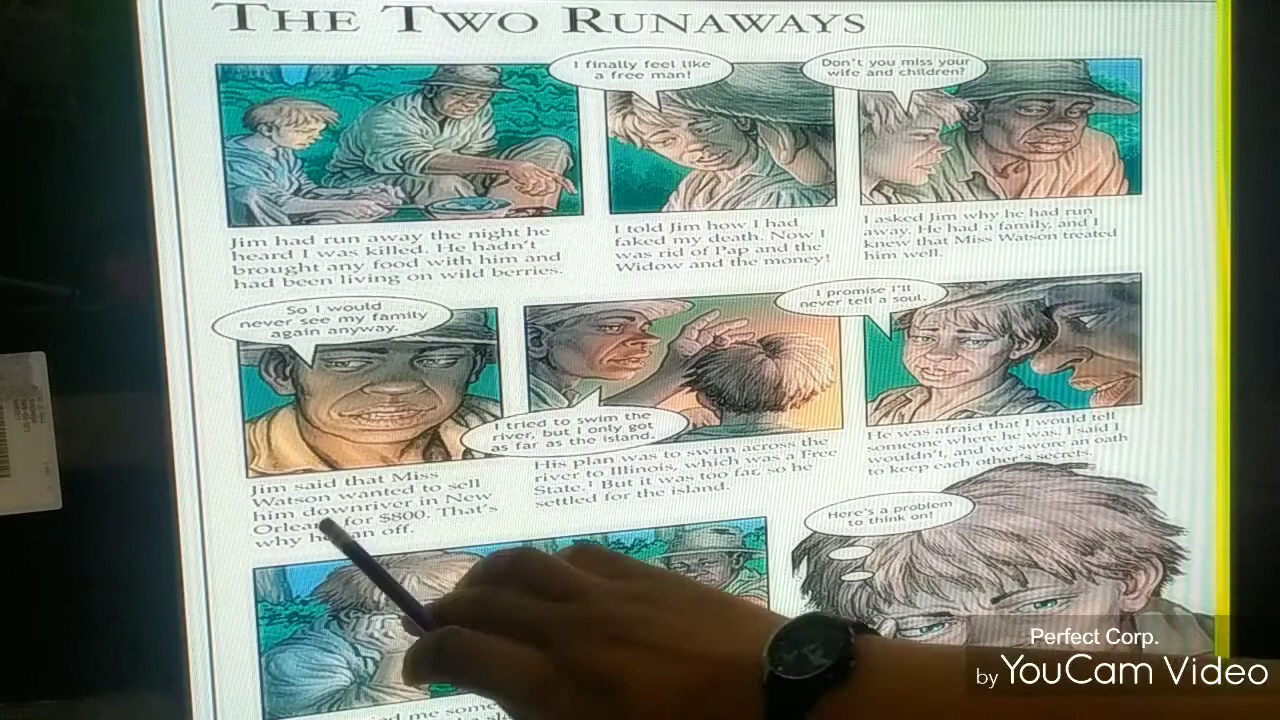 THE TWO RUNAWAYS
I finally feel like
a free man!
Don't you miss your
wife and children?
Jim had run away the night he
heard I was killed. He hadn't
brought any food with him and
had been living on wild berries.
I told Jim how I had
faked my death. Now I
was rid of Pap and the
Widow and the money!
I asked Jim why he had run
away. He had a family, and I
knew that Miss Watson treated
him well.
So I would
never see my family
again anyway.
I tried to swim the
river, but I only got
as far as the island.
I promise I'll
never tell a soul.
Jim said that Miss
Watson wanted to sell
him downriver in New
for $800. That's
why off.
His plan was to swim across the
river to Illinois, which was a Free
State.¹ But it was too far, so he
settled for the island.
He was afraid that I would tell
someone where he was. I said I
wouldn't, and we swore an oath
to keep each other's secrets.
Here's a problem
to think on!
me some
Perfect Corp.
by YouCam Video